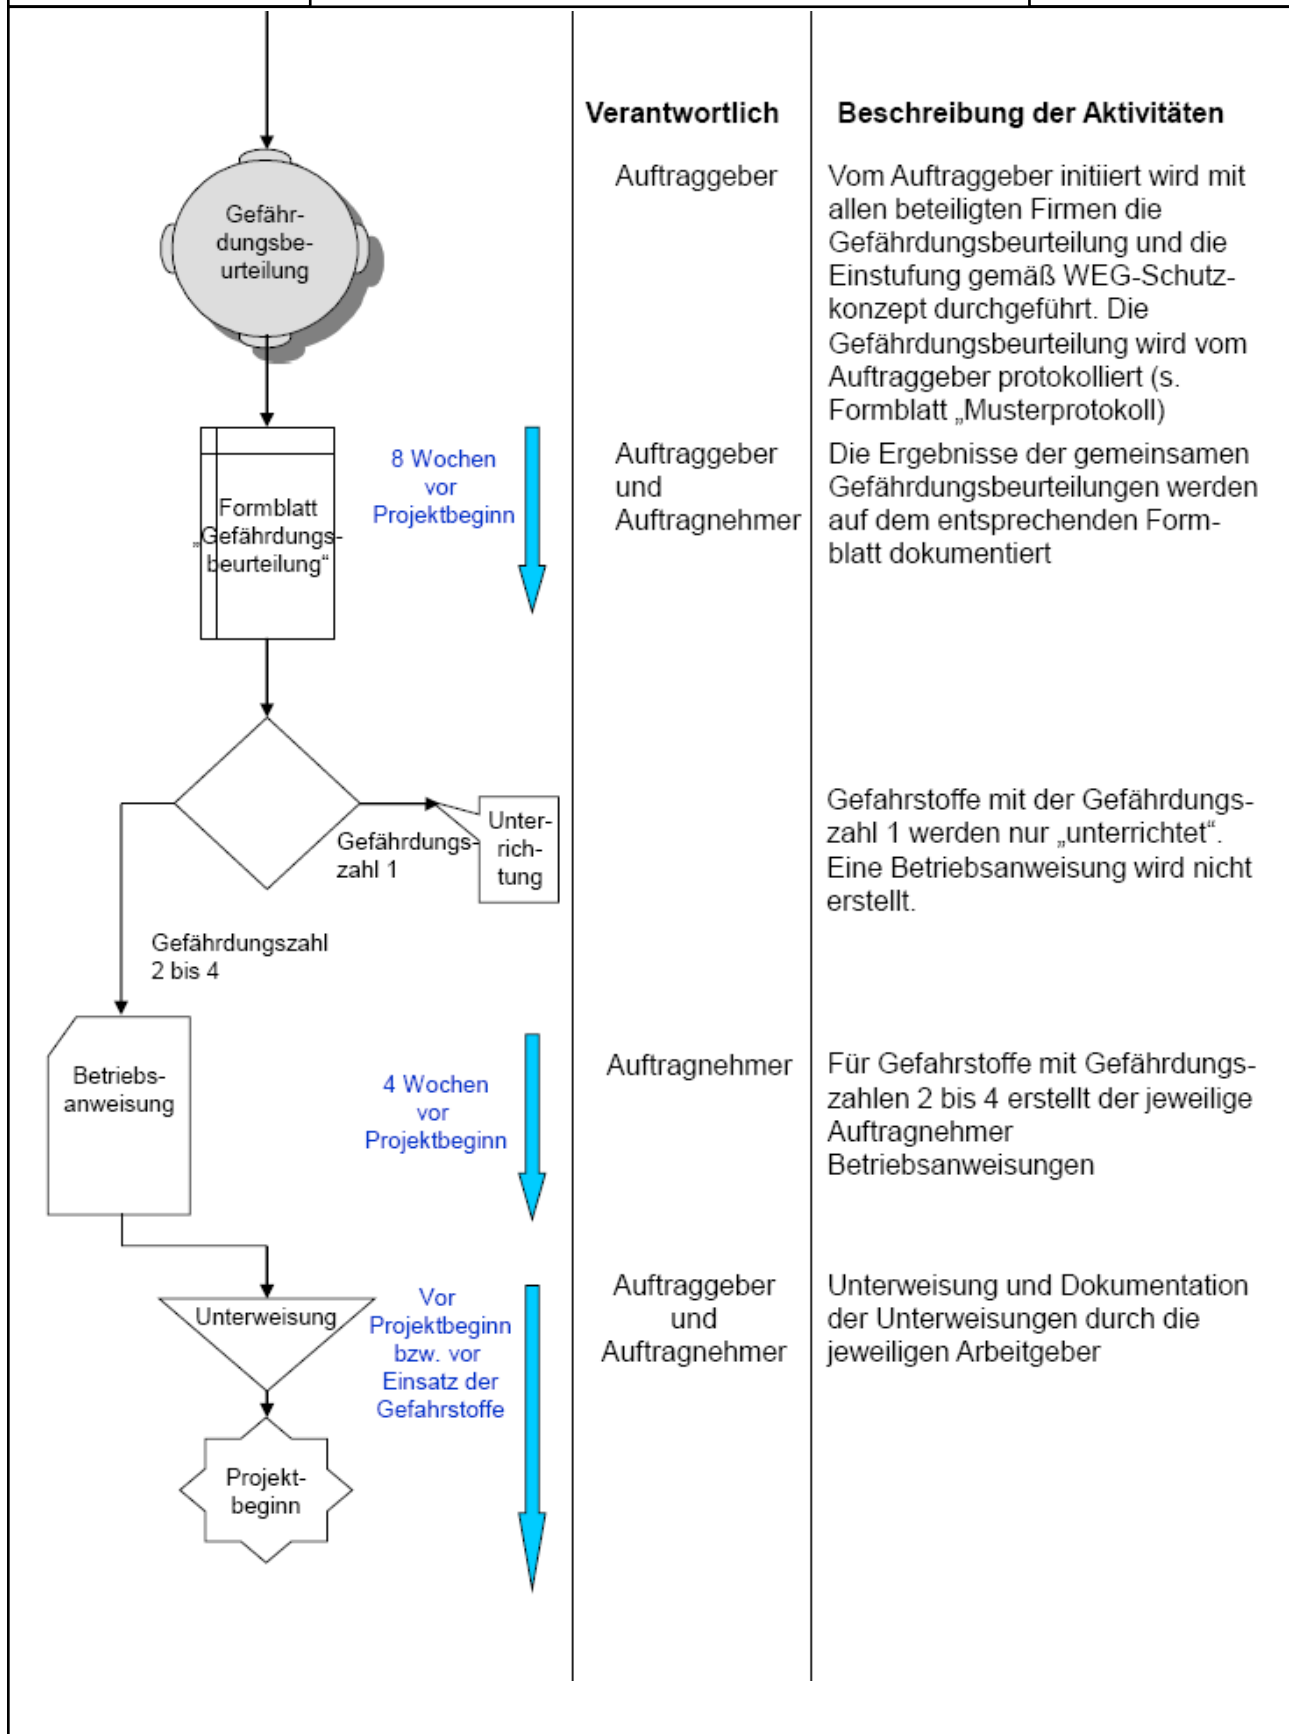 Verantwortlich
Beschreibung der Aktivitäten
Gefähr-
dungsbe-
urteilung
Auftraggeber
Vom Auftraggeber initiiert wird mit
allen beteiligten Firmen die
Gefährdungsbeurteilung und die
Einstufung gemäß WEG-Schutz-
konzept durchgeführt. Die
Gefährdungsbeurteilung wird vom
Auftraggeber protokolliert (s.
Formblatt „Musterprotokoll)
Formblatt
„Gefährdungs-
beurteilung“
8 Wochen
vor
Projektbeginn
Auftraggeber
und
Auftragnehmer
Die Ergebnisse der gemeinsamen
Gefährdungsbeurteilungen werden
auf dem entsprechenden Form-
blatt dokumentiert
Gefährdungs-
zahl 1
Unter-
rich-
tung
Gefahrstoffe mit der Gefährdungs-
zahl 1 werden nur „unterrichtet“.
Eine Betriebsanweisung wird nicht
erstellt.
Gefährdungszahl
2 bis 4
Betriebs-
anweisung
4 Wochen
vor
Projektbeginn
Auftragnehmer
Für Gefahrstoffe mit Gefährdungs-
zahlen 2 bis 4 erstellt der jeweilige
Auftragnehmer
Betriebsanweisungen
Unterweisung
Vor
Projektbeginn
bzw. vor
Einsatz der
Gefahrstoffe
Auftraggeber
und
Auftragnehmer
Unterweisung und Dokumentation
der Unterweisungen durch die
jeweiligen Arbeitgeber
Projekt-
beginn